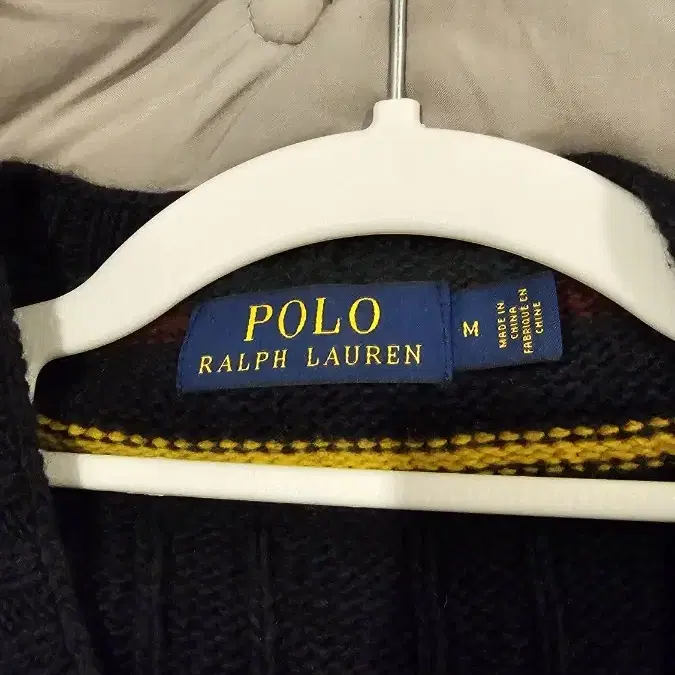 POLO
RALPH LAUREN
M
MADE IN
CHINA
FABRIQUÉ EN
CHINE